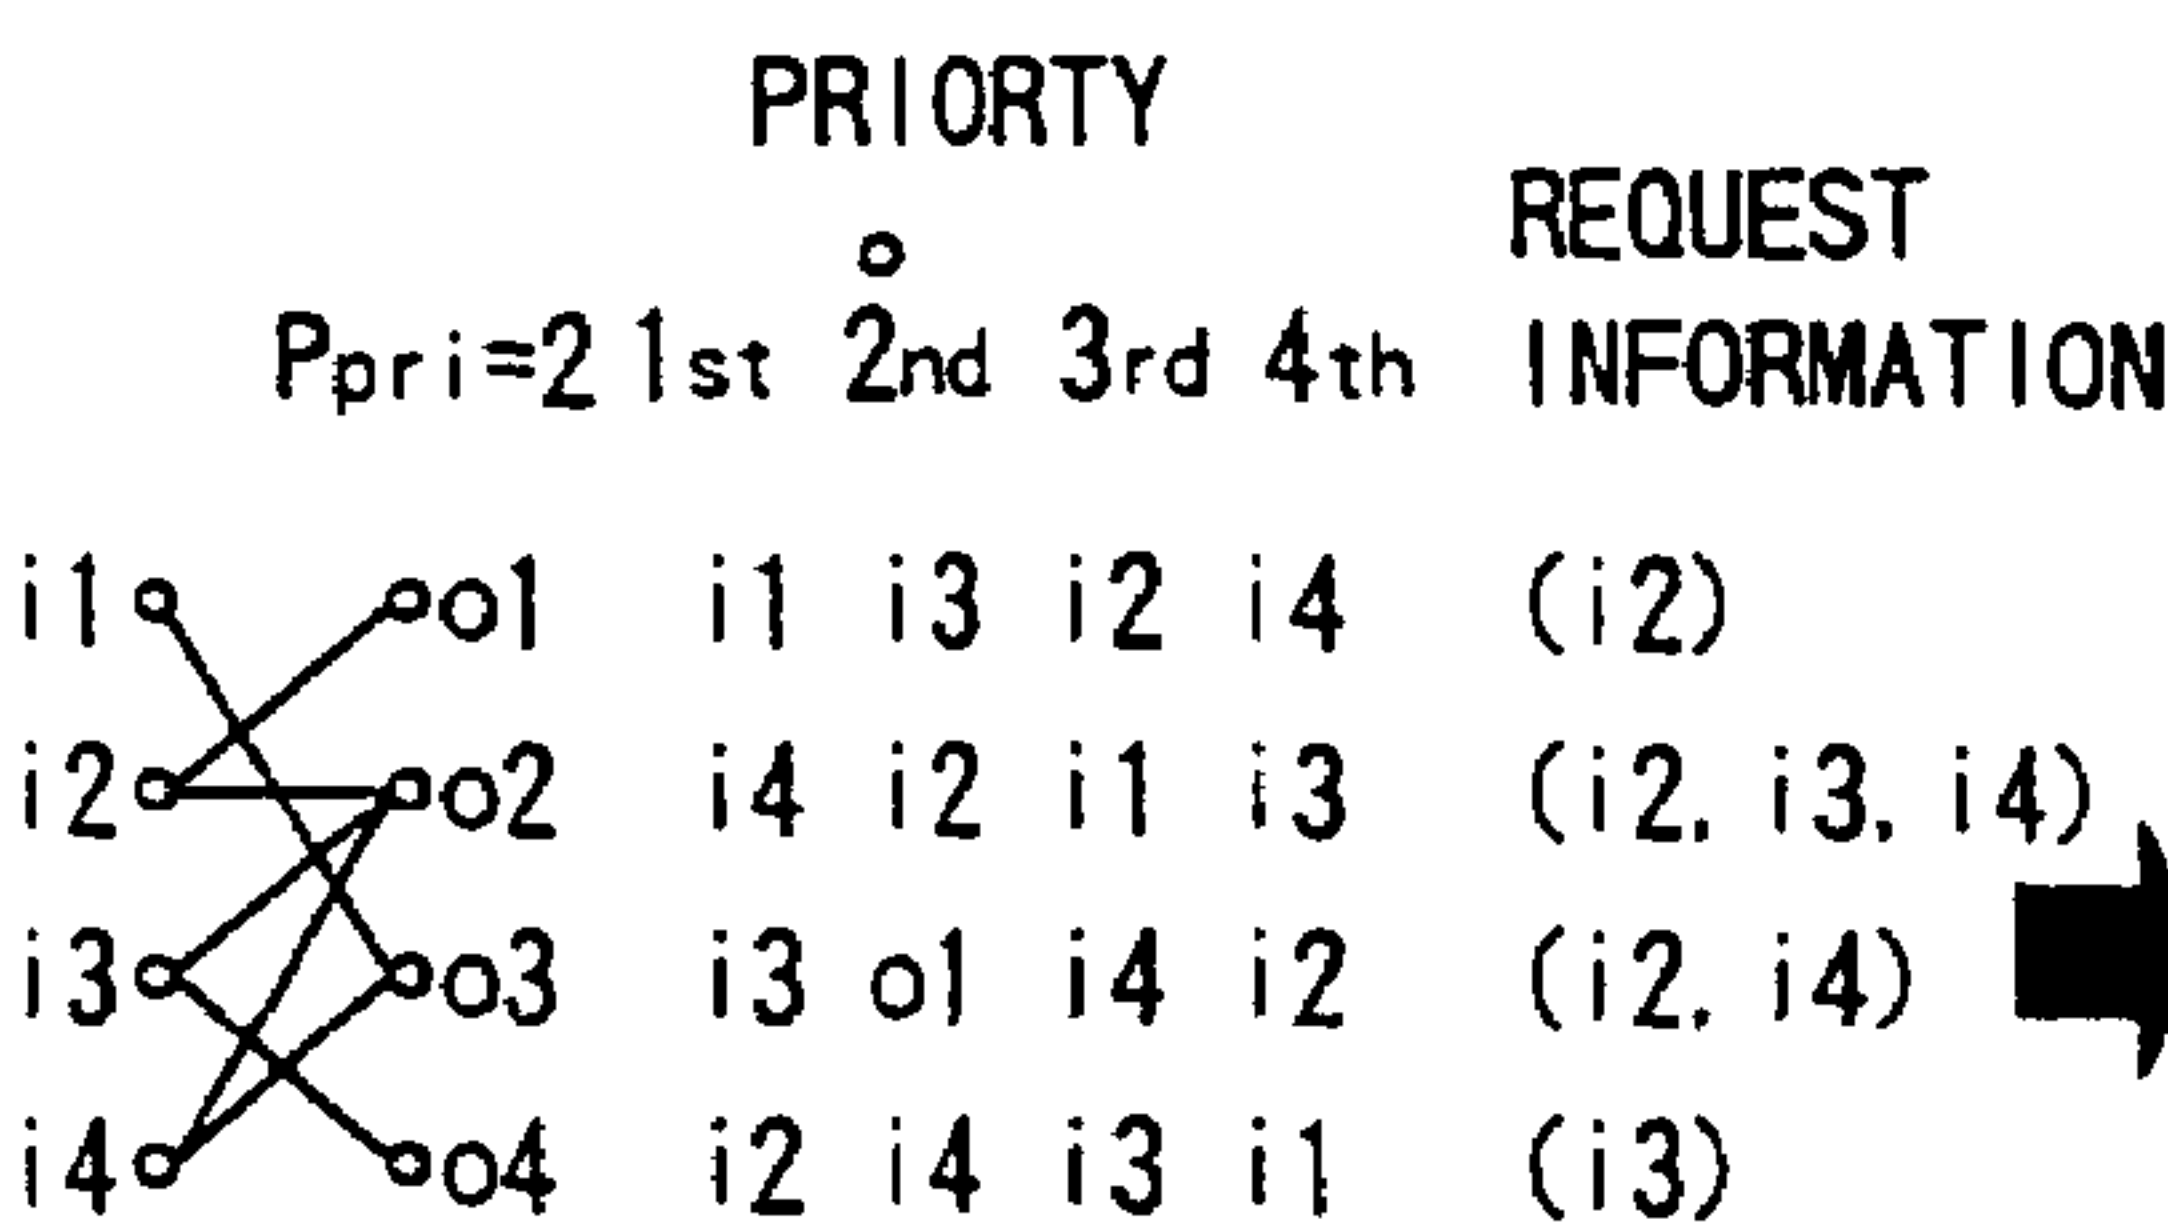 PRIORTY
REQUEST
Ppri=2 1st 2nd 3rd 4th INFORMATION
i1 o1 i1 i3 i2 i4 (i2)
i2 o2 i4 i2 i1 i3 (i2, i3, i4)
i3 o3 i3 o1 i4 i2 (i2, i4)
i4 o4 i2 i4 i3 i1 (i3)